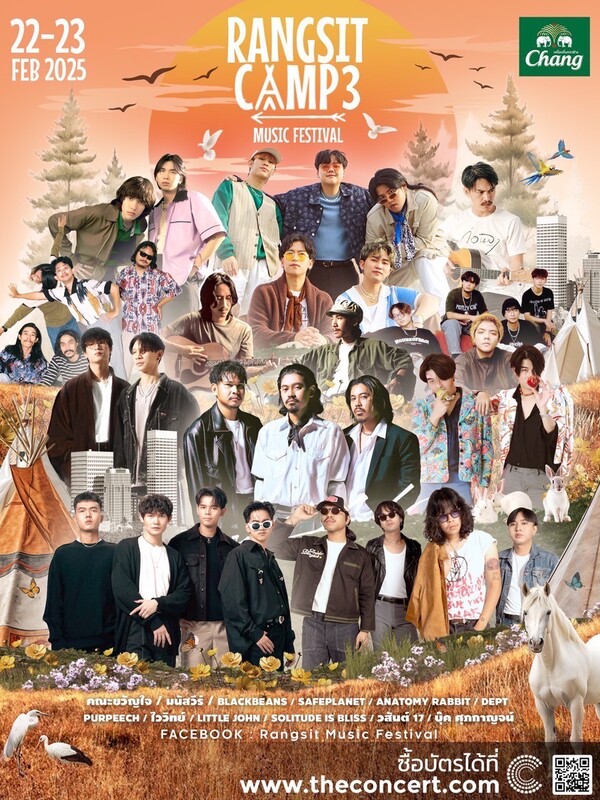 22-23
FEB 2025
RANGSIT
CAMP3
MUSIC FESTIVAL
Chang
คณะขวัญใจ / มนัสวีร์ / BLACKBEANS / SAFEPLANET / ANATOMY RABBIT / DEPT
PURPEECH / ไววิทย์ / LITTLE JOHN / SOLITUDE IS BLISS / วสันต์ 17 / บุ๊ค ศุภกาญจน์
FACEBOOK : Rangsit Music Festival
ซื้อบัตรได้ที่
www.theconcert.com